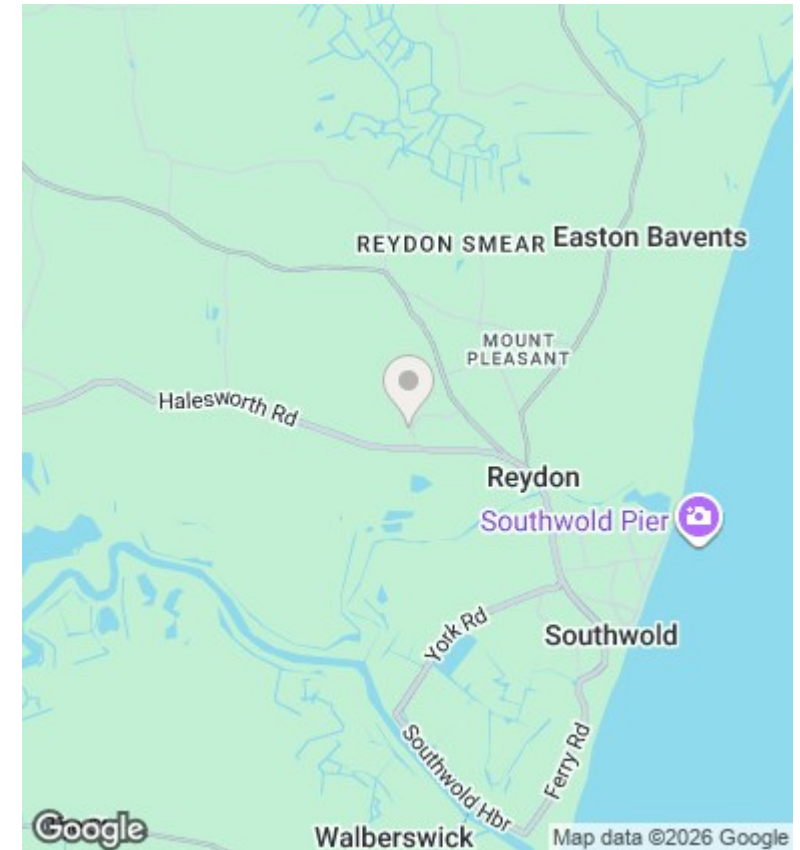 REYDON SMEAR
Easton Bavents
MOUNT
PLEASANT
Halesworth Rd
Reydon
Southwold Pier
York Rd
Southwold
Southwold Hbr
Ferry Rd
Walberswick
Google
Map data ©2026 Google